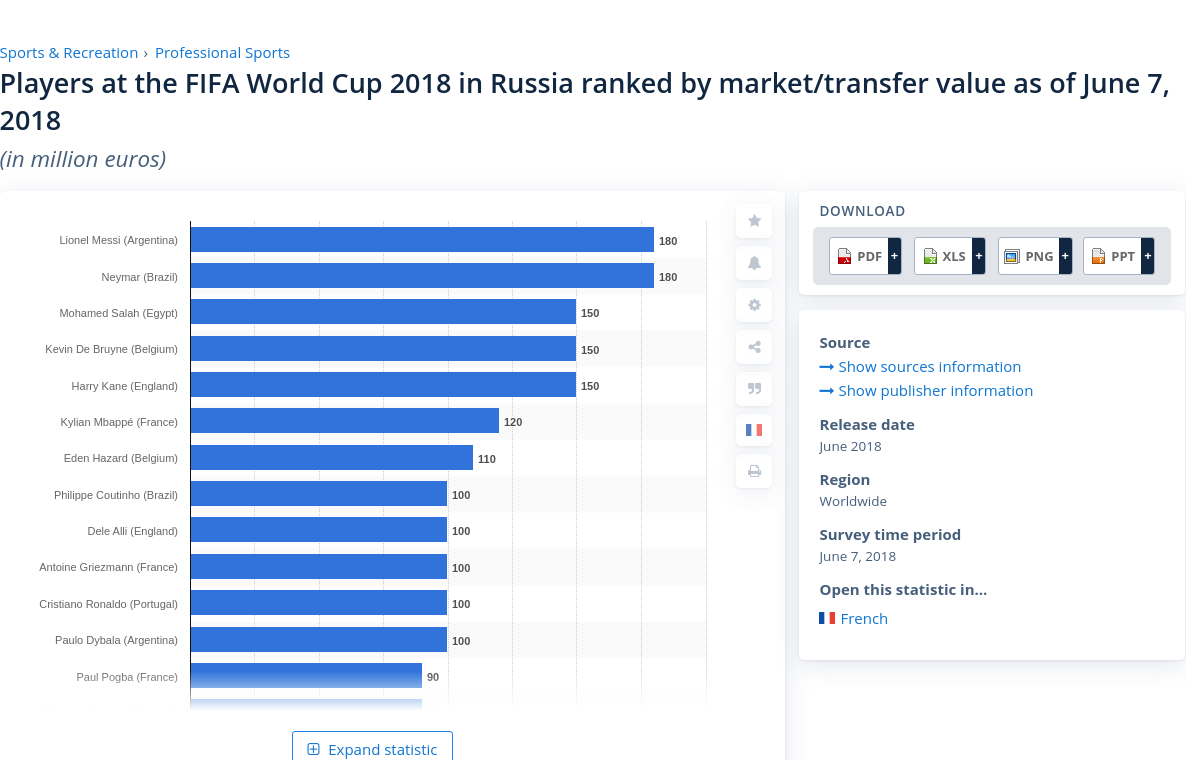 Sports & Recreation › Professional Sports
Players at the FIFA World Cup 2018 in Russia ranked by market/transfer value as of June 7,
2018
(in million euros)
Lionel Messi (Argentina) 180
Neymar (Brazil) 180
Mohamed Salah (Egypt) 150
Kevin De Bruyne (Belgium) 150
Harry Kane (England) 150
Kylian Mbappé (France) 120
Eden Hazard (Belgium) 110
Philippe Coutinho (Brazil) 100
Dele Alli (England) 100
Antoine Griezmann (France) 100
Cristiano Ronaldo (Portugal) 100
Paulo Dybala (Argentina) 100
Paul Pogba (France) 90
Expand statistic
DOWNLOAD
PDF + XLS + PNG + PPT +
Source
Show sources information
Show publisher information
Release date
June 2018
Region
Worldwide
Survey time period
June 7, 2018
Open this statistic in...
French